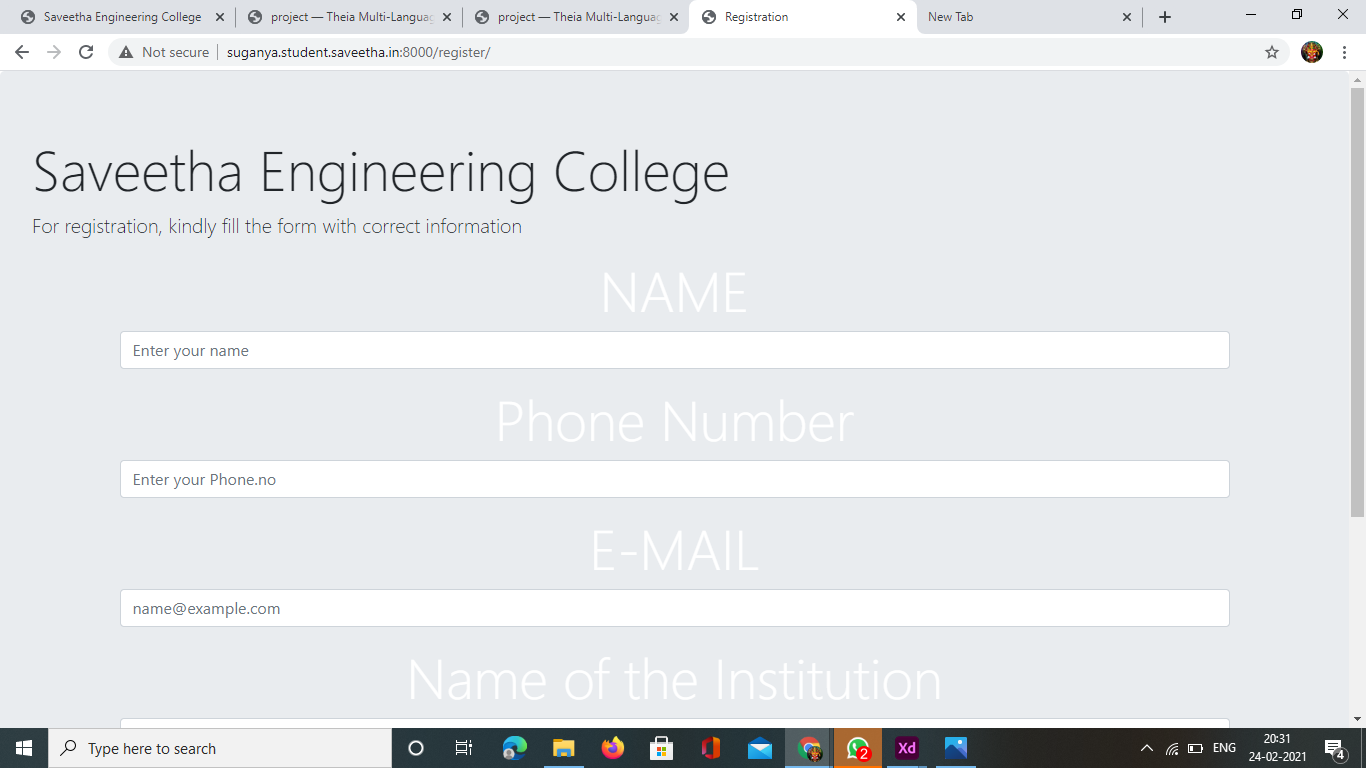 Saveetha Engineering College
project — Theia Multi-Languag
project — Theia Multi-Languag
Registration
New Tab
Not secure
suganya.student.saveetha.in:8000/register/
Saveetha Engineering College
For registration, kindly fill the form with correct information
NAME
Enter your name
Phone Number
Enter your Phone.no
E-MAIL
name@example.com
Name of the Institution
Type here to search
2
Xd
ENG
20:31
24-02-2021
4